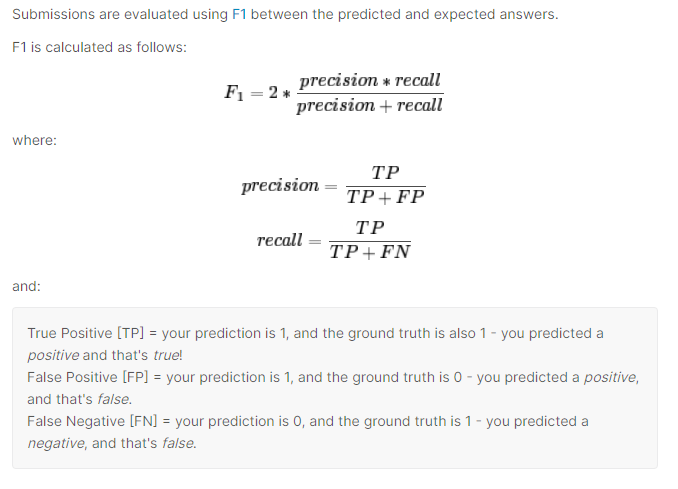 Submissions are evaluated using F1 between the predicted and expected answers.
F1 is calculated as follows:
F₁ = 2 * precision * recall / precision + recall
where:
precision = TP / TP + FP
recall = TP / TP + FN
and:
True Positive [TP] = your prediction is 1, and the ground truth is also 1 - you predicted a
positive and that's true!
False Positive [FP] = your prediction is 1, and the ground truth is 0 - you predicted a positive,
and that's false.
False Negative [FN] = your prediction is 0, and the ground truth is 1 - you predicted a
negative, and that's false.